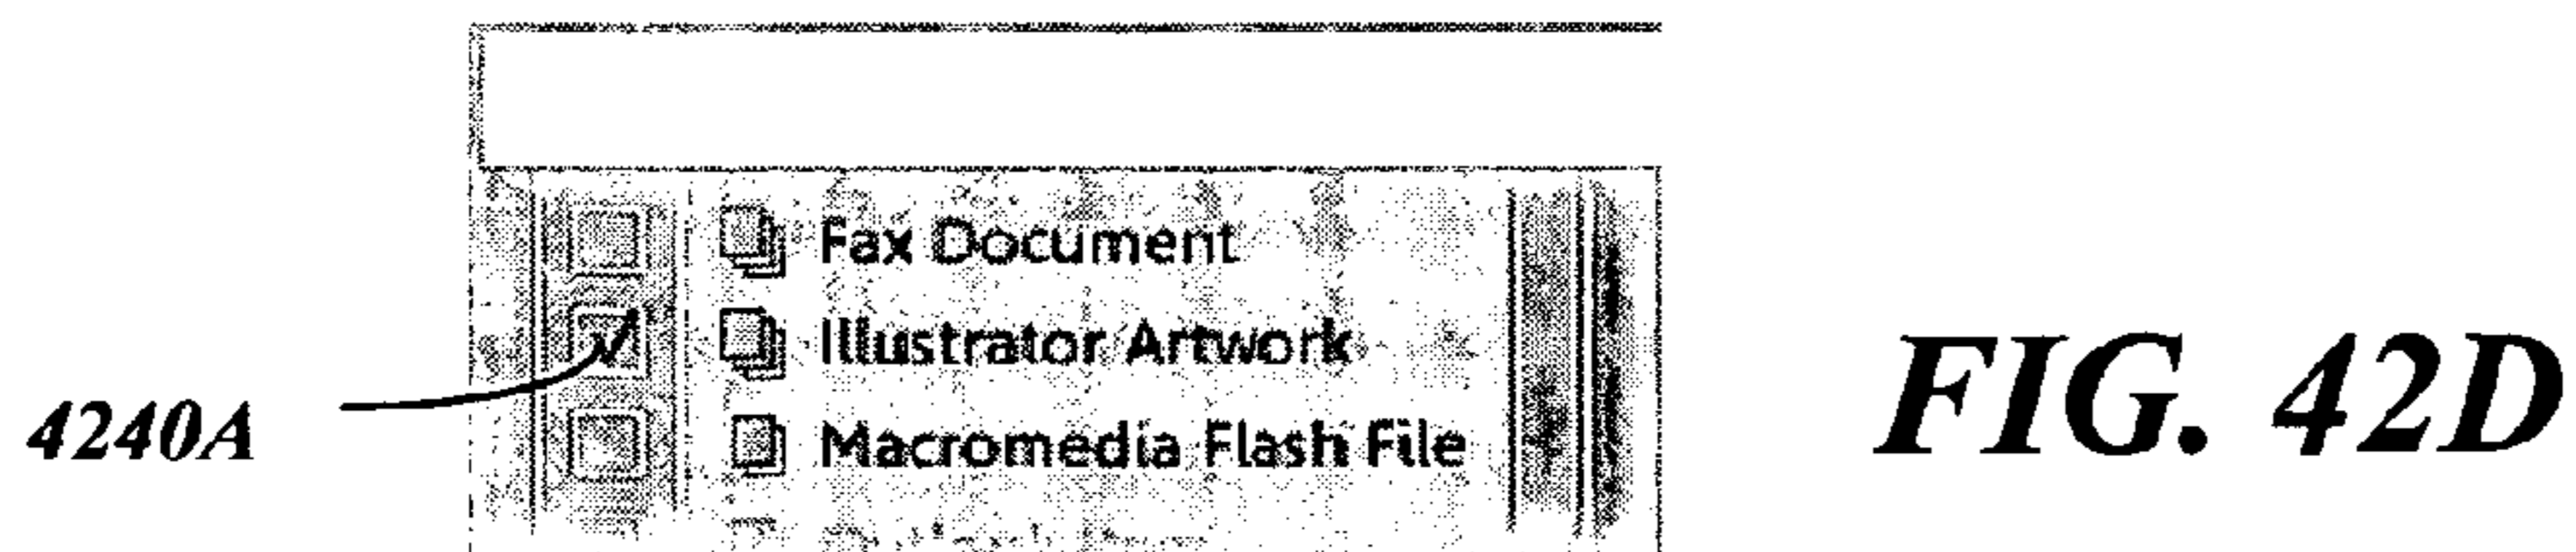 Fax Document
Illustrator Artwork
4240A
Macromedia Flash File
FIG. 42D